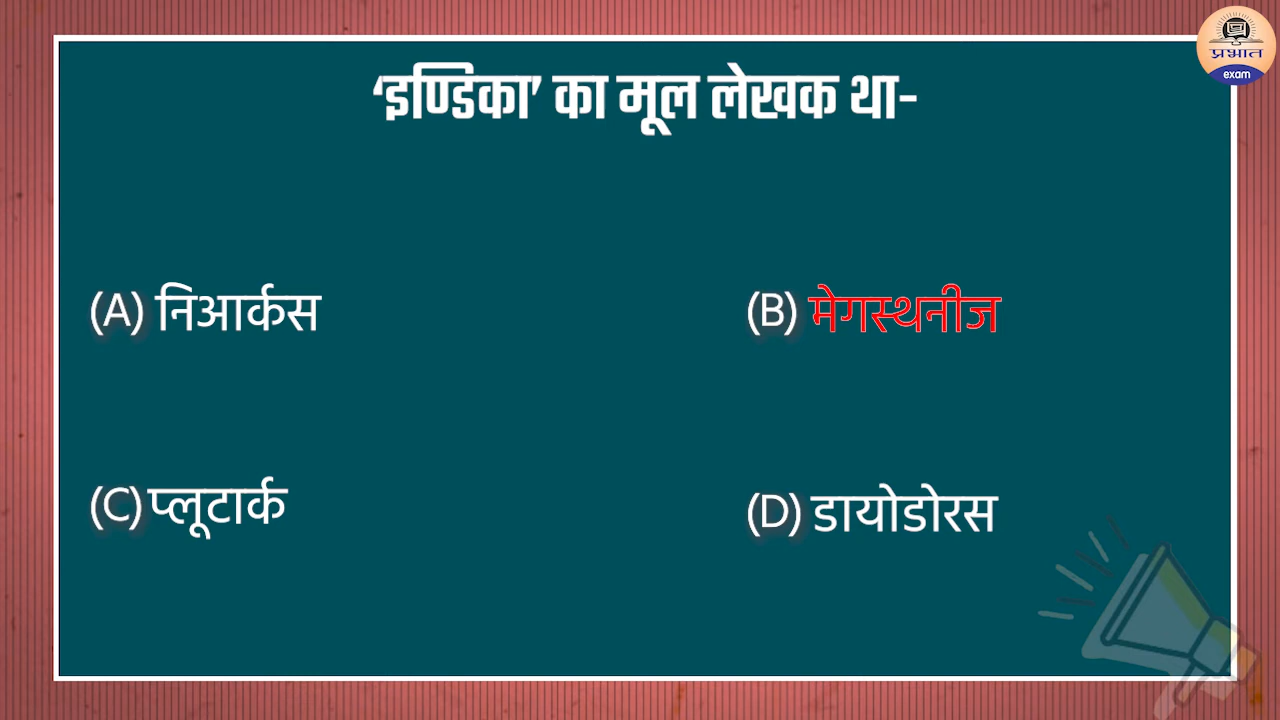 प्रभात
exam
‘इण्डिका’ का मूल लेखक था-
(A) निआर्कस
(B) मेगस्थनीज
(C) प्लूटार्क
(D) डायोडोरस